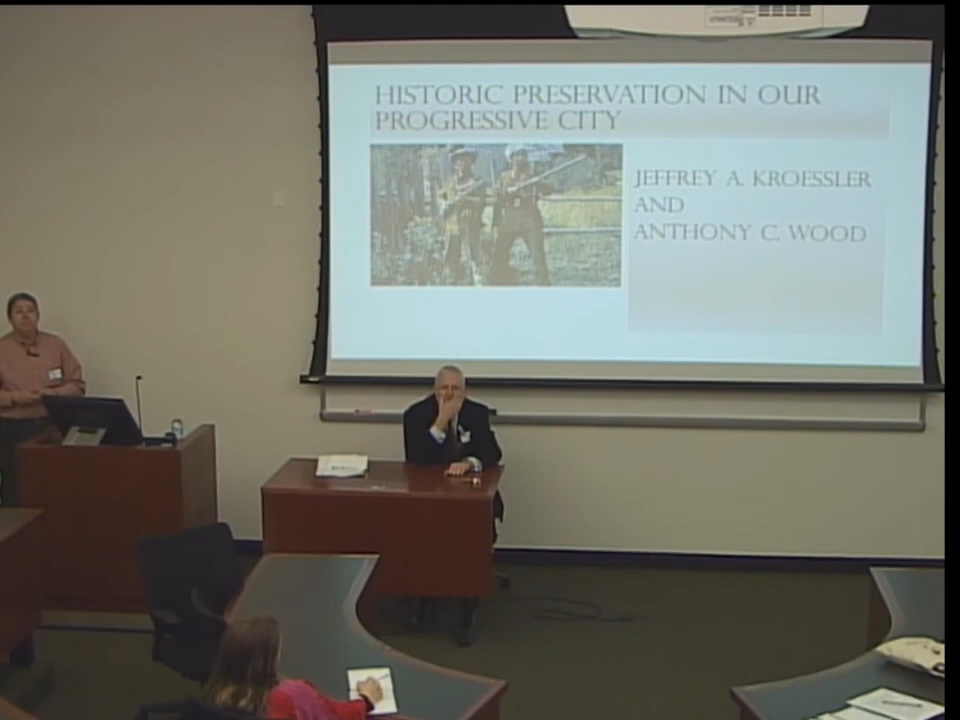 HISTORIC PRESERVATION IN OUR
PROGRESSIVE CITY
JEFFREY A. KROESSLER
AND
ANTHONY C. WOOD